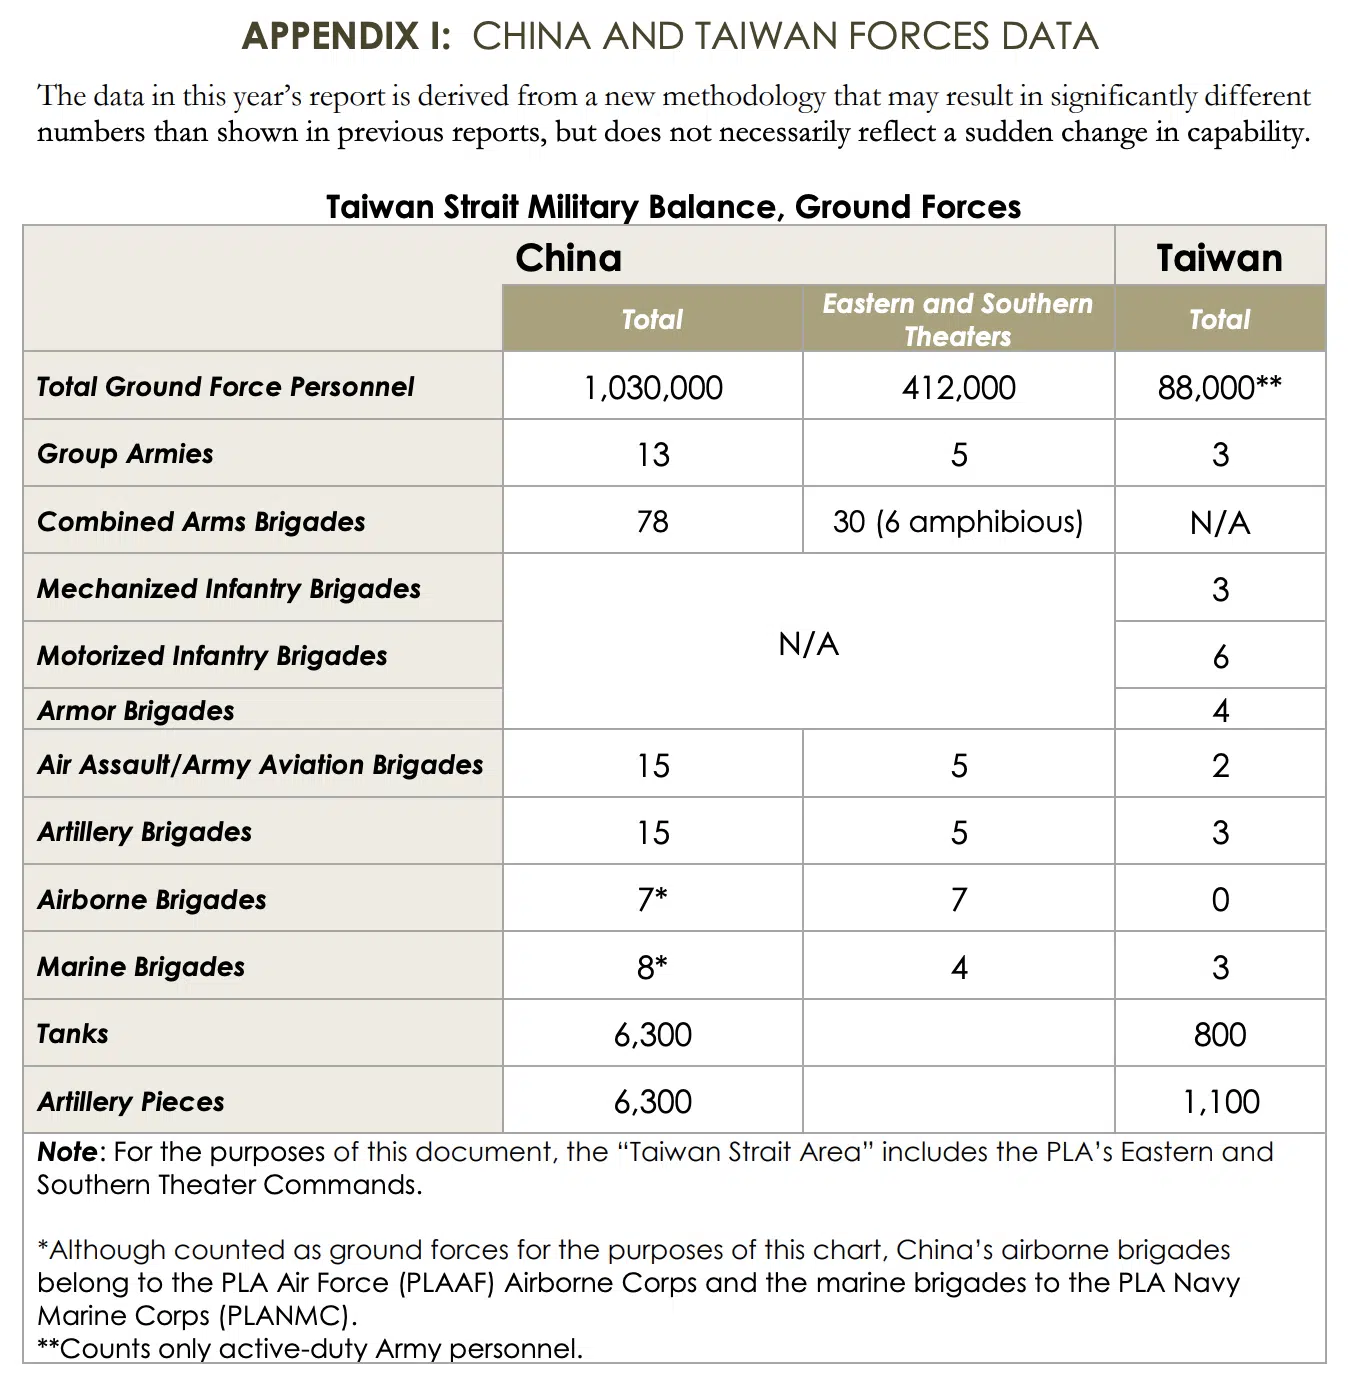 APPENDIX I: CHINA AND TAIWAN FORCES DATA
The data in this year’s report is derived from a new methodology that may result in significantly different
numbers than shown in previous reports, but does not necessarily reflect a sudden change in capability.
Taiwan Strait Military Balance, Ground Forces
China Taiwan
Total Eastern and Southern Theaters Total
Total Ground Force Personnel 1,030,000 412,000 88,000**
Group Armies 13 5 3
Combined Arms Brigades 78 30 (6 amphibious) N/A
Mechanized Infantry Brigades N/A 3
Motorized Infantry Brigades 6
Armor Brigades 4
Air Assault/Army Aviation Brigades 15 5 2
Artillery Brigades 15 5 3
Airborne Brigades 7* 7 0
Marine Brigades 8* 4 3
Tanks 6,300 800
Artillery Pieces 6,300 1,100
Note: For the purposes of this document, the “Taiwan Strait Area” includes the PLA’s Eastern and
Southern Theater Commands.
*Although counted as ground forces for the purposes of this chart, China’s airborne brigades
belong to the PLA Air Force (PLAAF) Airborne Corps and the marine brigades to the PLA Navy
Marine Corps (PLANMC).
**Counts only active-duty Army personnel.